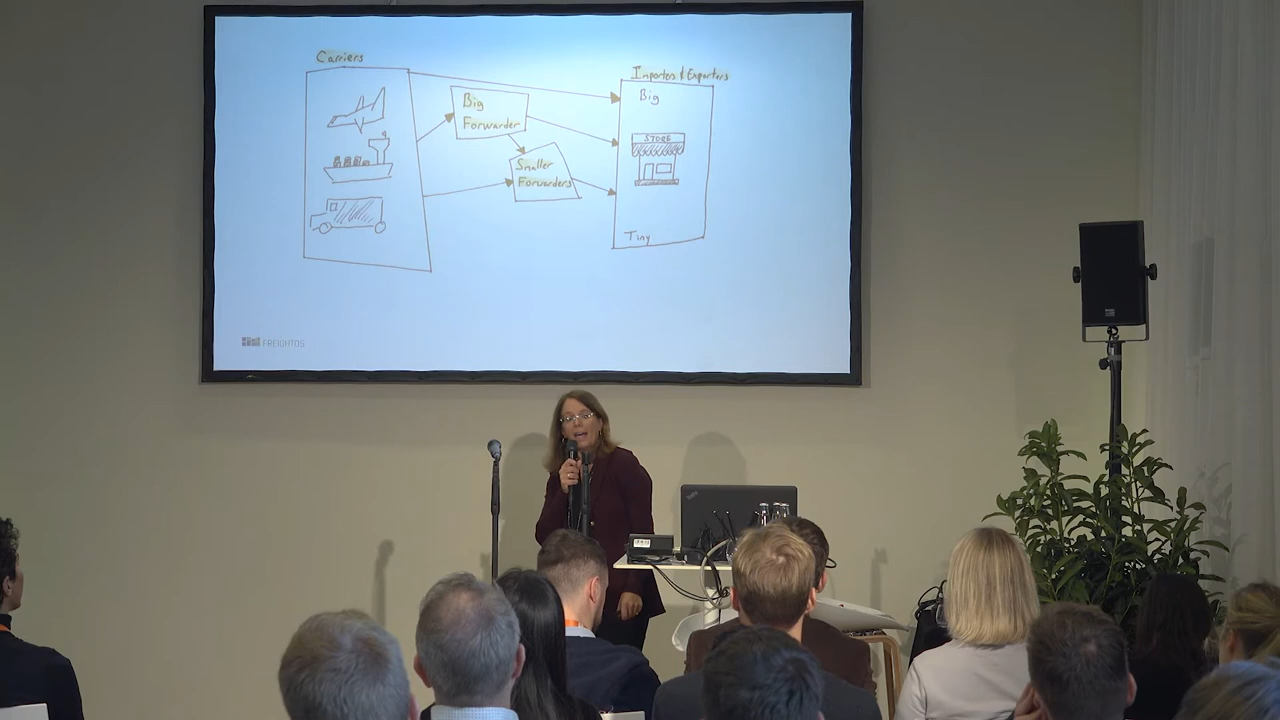 Carriers
Importers & Exporters
Big
Big
Forwarder
STORE
Smaller
Forwarders
Tiny
FREIGHTOS